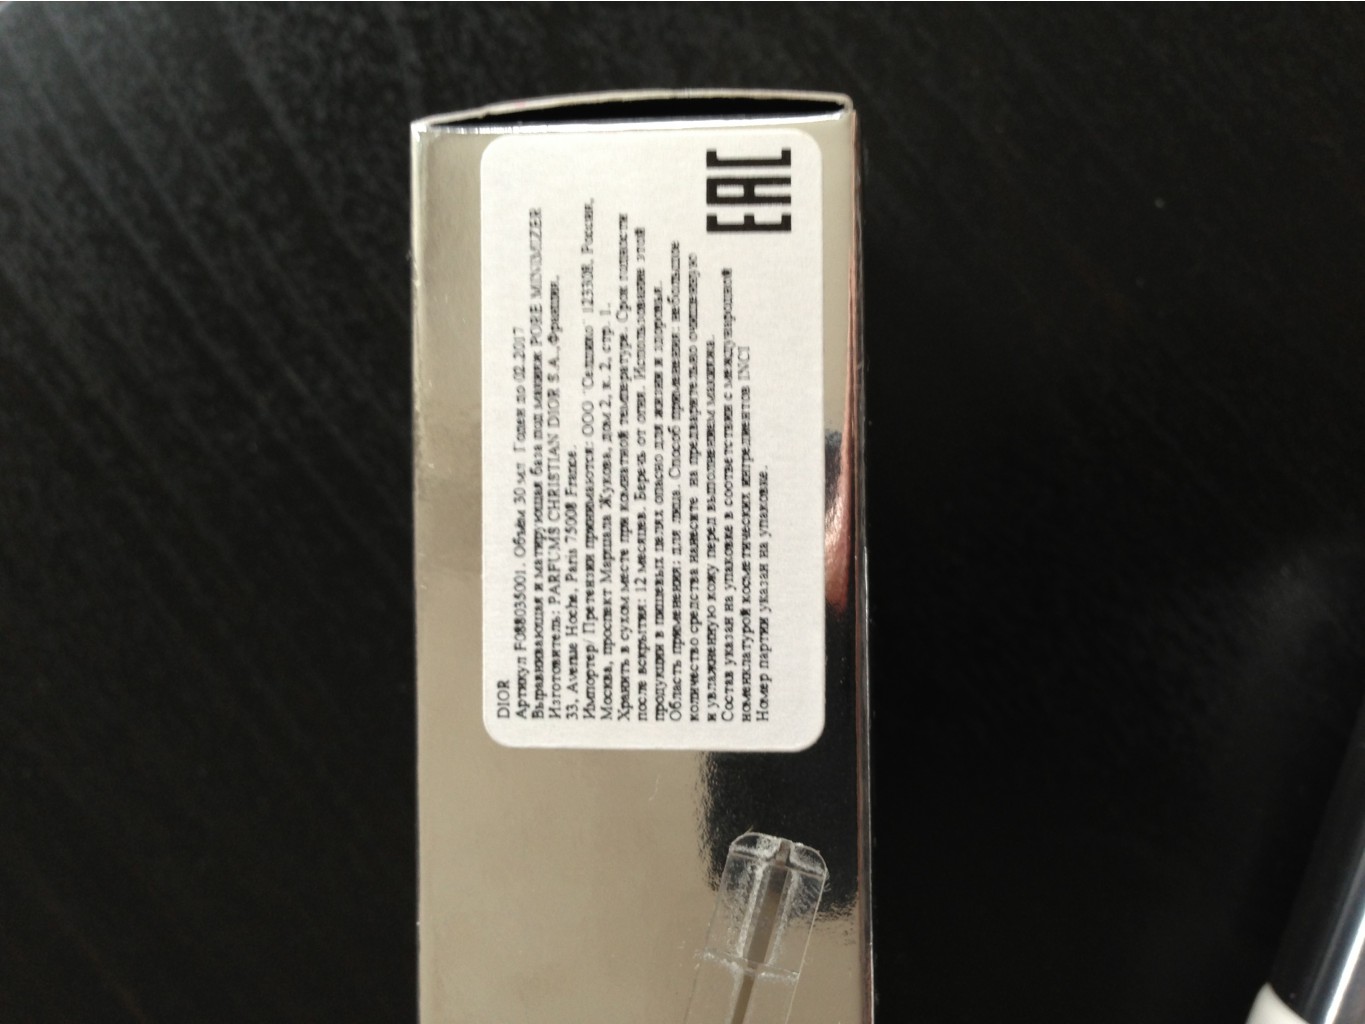 DIOR
Артикул F088035001. Объём 30 мл Годен до 02.2017
Выравнивающая и матирующая база под макияж PORE MINIMIZER
Изготовитель: PARFUMS CHRISTIAN DIOR S.A., Франция,
33, Avenue Hoche, Paris 75008 France.
Импортер/ Претензии принимаются: ООО "Селдико" 123308, Россия,
Москва, проспект Маршала Жукова, дом 2, к. 2, стр. 1.
Хранить в сухом месте при комнатной температуре. Срок годности
после вскрытия: 12 месяцев. Беречь от огня. Использование этой
продукции в пищевых целях опасно для жизни и здоровья.
Область применения: для лица. Способ применения: небольшое
количество средства нанесите на предварительно очищенную
и увлажненную кожу перед выполнением макияжа.
Состав указан на упаковке в соответствии с международной
номенклатурой косметических ингредиентов INCI
Номер партии указан на упаковке.
EAC